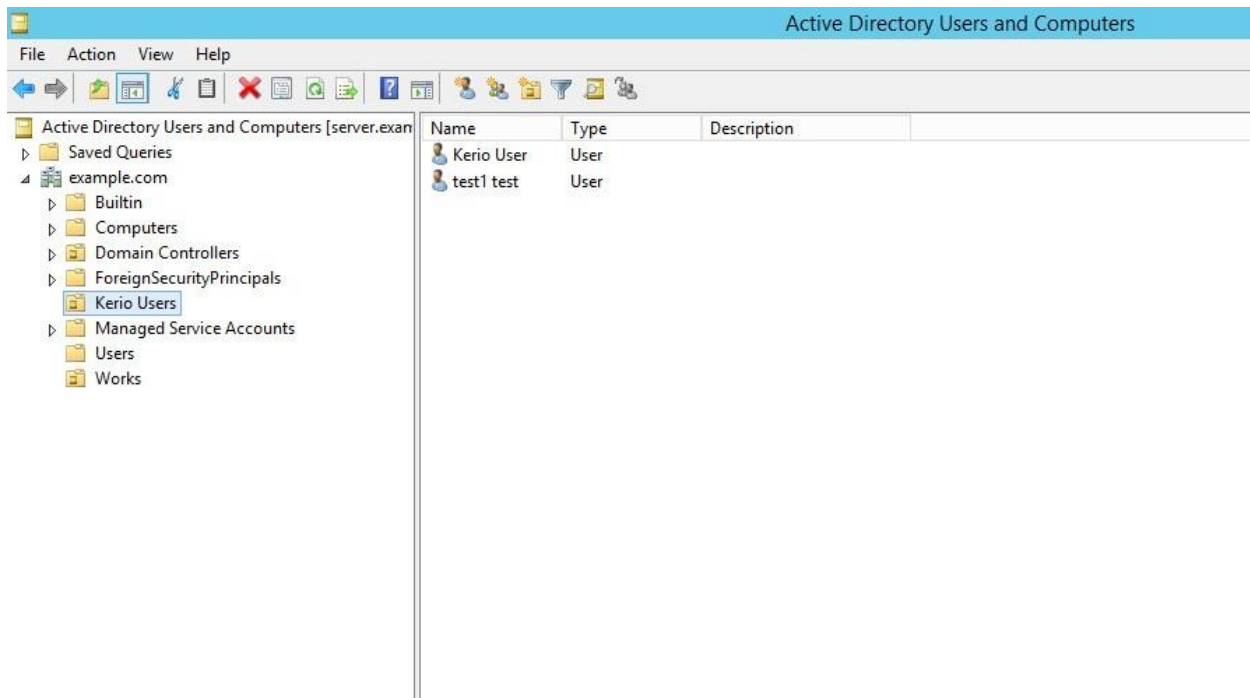 Active Directory Users and Computers
File Action View Help
Active Directory Users and Computers [server.exam
Name Type Description
Saved Queries
Kerio User User
example.com
test1 test User
Builtin
Computers
Domain Controllers
ForeignSecurityPrincipals
Kerio Users
Managed Service Accounts
Users
Works